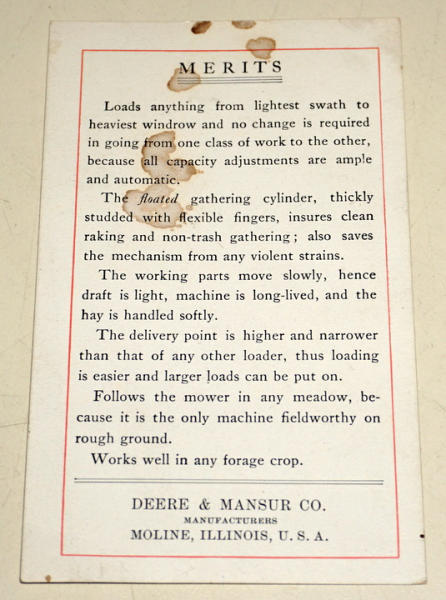 MERITS
Loads anything from lightest swath to
heaviest windrow and no change is required
in going from one class of work to the other,
because all capacity adjustments are ample
and automatic.
The floated gathering cylinder, thickly
studded with flexible fingers, insures clean
raking and non-trash gathering; also saves
the mechanism from any violent strains.
The working parts move slowly, hence
draft is light, machine is long-lived, and the
hay is handled softly.
The delivery point is higher and narrower
than that of any other loader, thus loading
is easier and larger loads can be put on.
Follows the mower in any meadow, be-
cause it is the only machine fieldworthy on
rough ground.
Works well in any forage crop.
DEERE & MANSUR CO.
MANUFACTURERS
MOLINE, ILLINOIS, U. S. A.